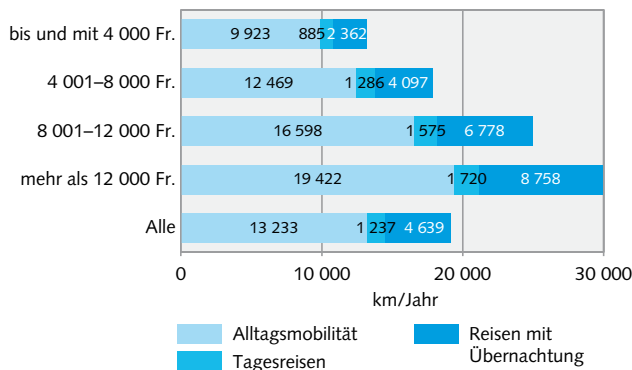 bis und mit 4 000 Fr. 9 923 885 2 362
4 001–8 000 Fr. 12 469 1 286 4 097
8 001–12 000 Fr. 16 598 1 575 6 778
mehr als 12 000 Fr. 19 422 1 720 8 758
Alle 13 233 1 237 4 639
0 10 000 20 000 30 000
km/Jahr
Alltagsmobilität
Tagesreisen
Reisen mit
Übernachtung